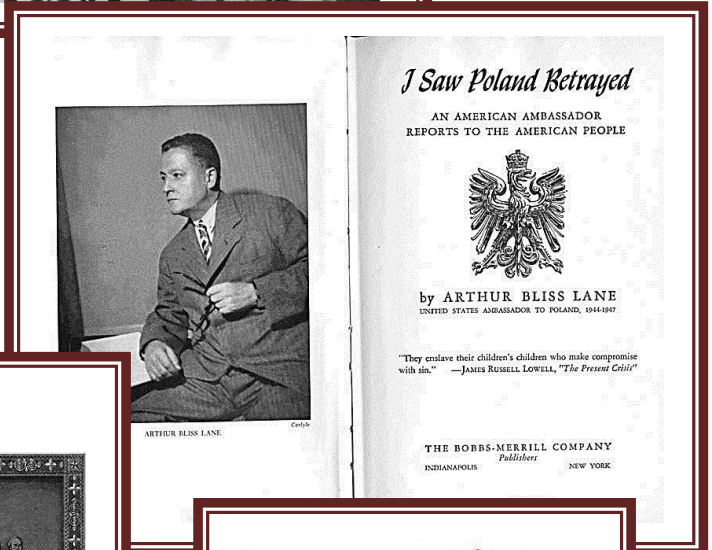 Carlyle
ARTHUR BLISS LANE
I Saw Poland Betrayed
AN AMERICAN AMBASSADOR
REPORTS TO THE AMERICAN PEOPLE
by ARTHUR BLISS LANE
UNITED STATES AMBASSADOR TO POLAND, 1944-1947
"They enslave their children's children who make compromise
with sin." —JAMES RUSSELL LOWELL, "The Present Crisis"
THE BOBBS-MERRILL COMPANY
Publishers
INDIANAPOLIS NEW YORK